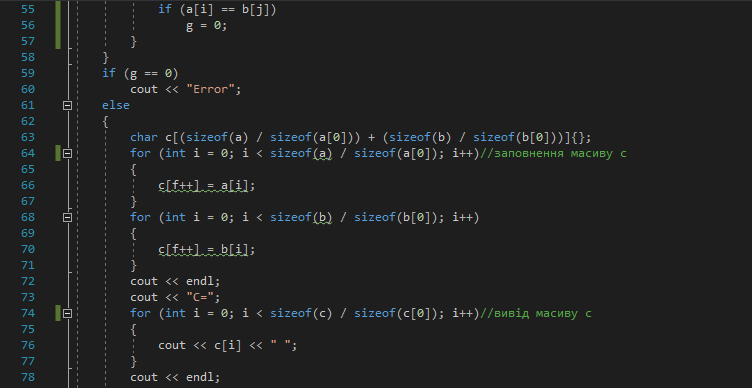 55 if (a[i] == b[j])
56 g = 0;
57 }
58 }
59 if (g == 0)
60 cout << "Error";
61 else
62 {
63 char c[(sizeof(a) / sizeof(a[0])) + (sizeof(b) / sizeof(b[0]))]{};
64 for (int i = 0; i < sizeof(a) / sizeof(a[0]); i++)//заповнення масиву c
65 {
66 c[f++] = a[i];
67 }
68 for (int i = 0; i < sizeof(b) / sizeof(b[0]); i++)
69 {
70 c[f++] = b[i];
71 }
72 cout << endl;
73 cout << "C=";
74 for (int i = 0; i < sizeof(c) / sizeof(c[0]); i++)//вивід масиву c
75 {
76 cout << c[i] << " ";
77 }
78 cout << endl;